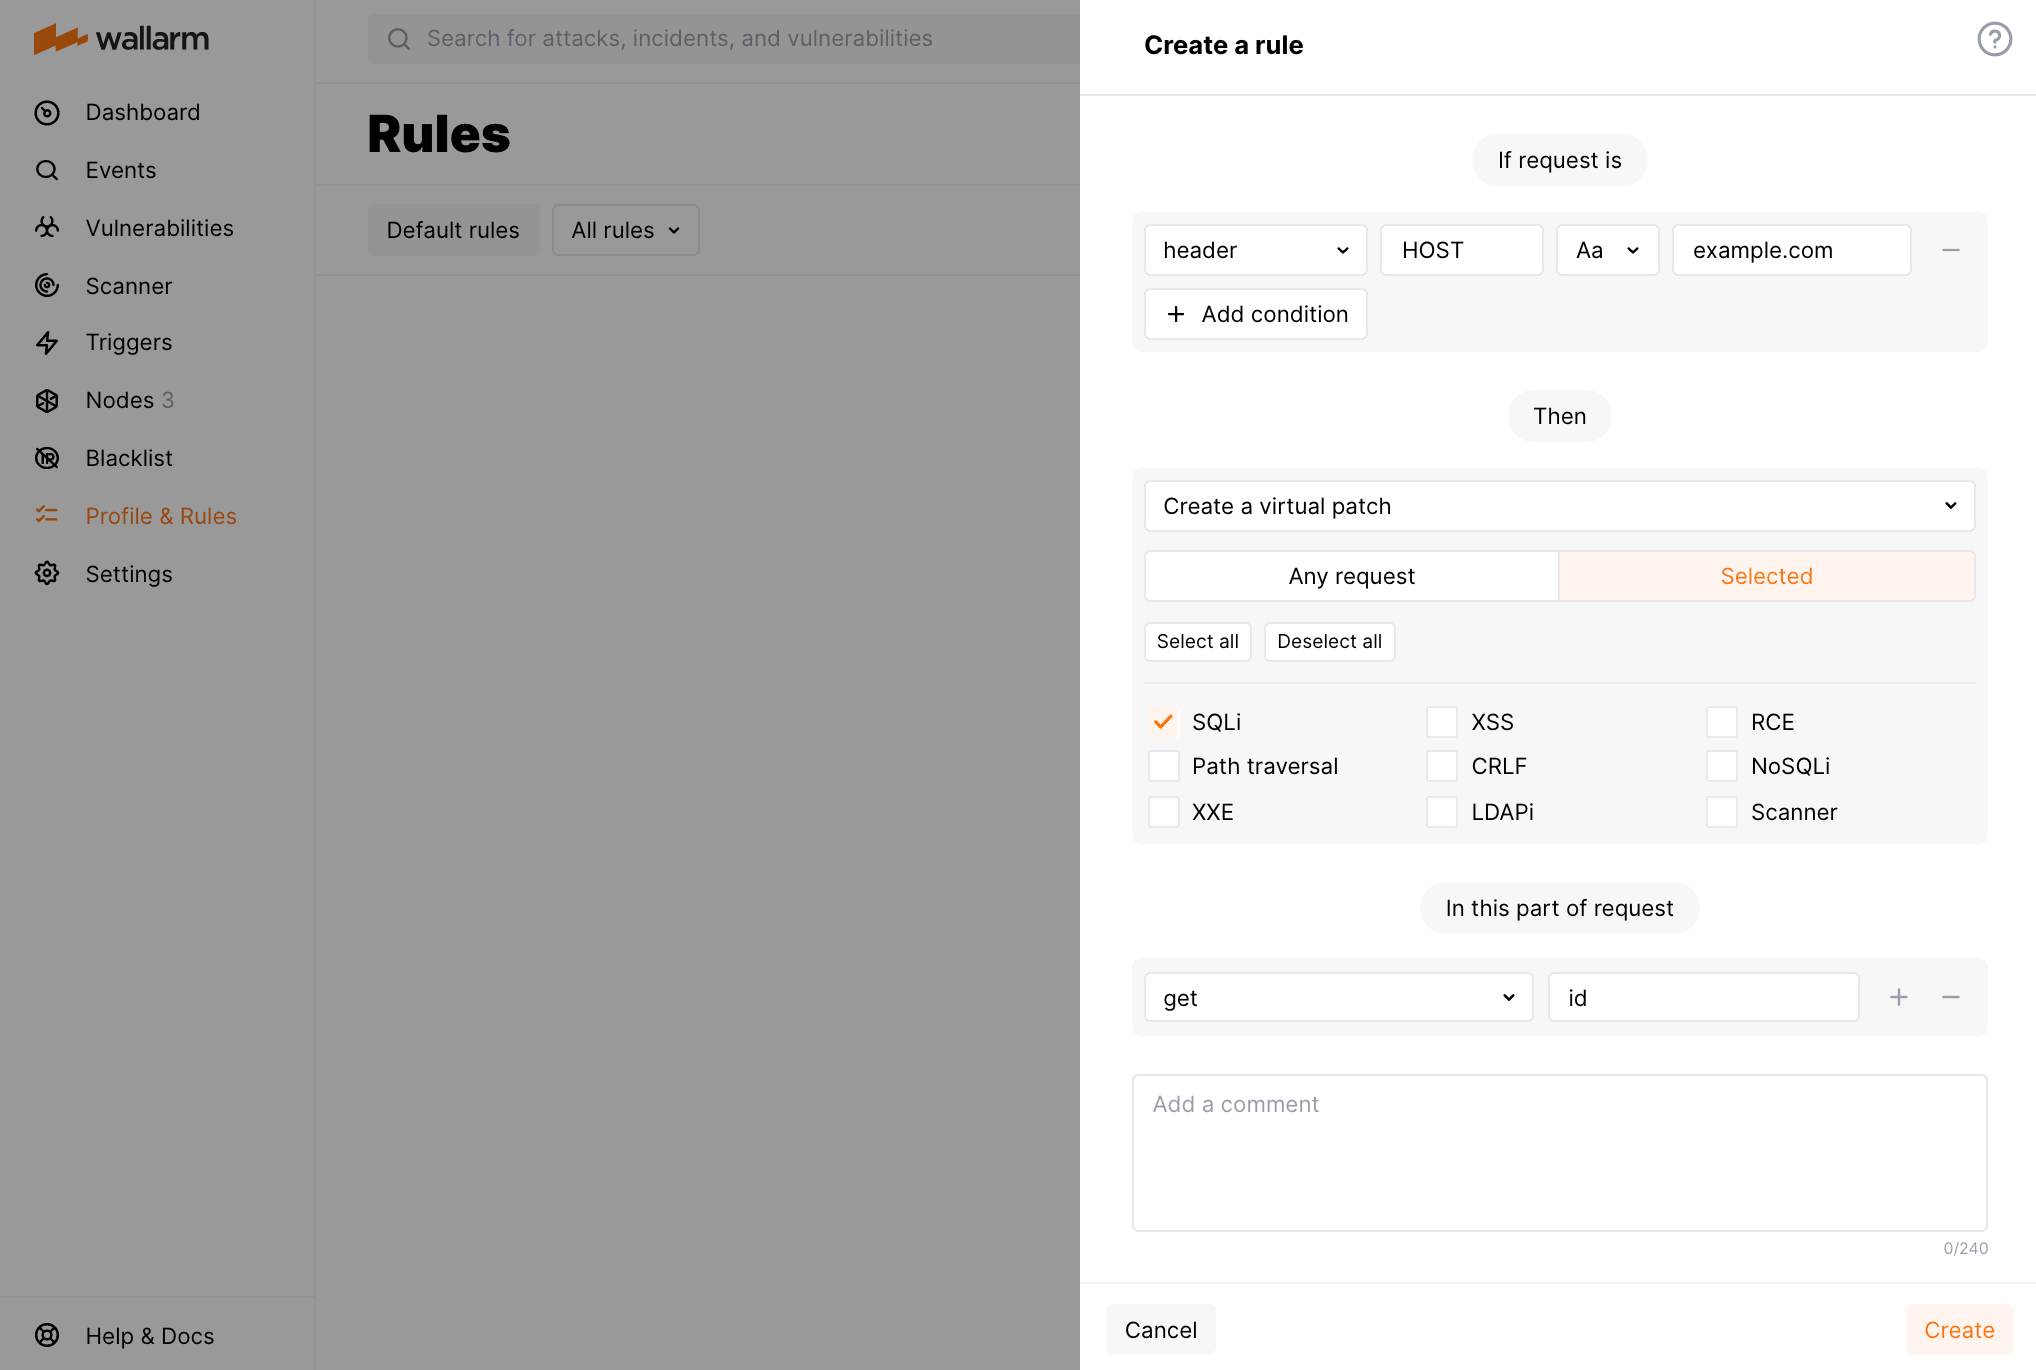 wallarm
Dashboard
Events
Vulnerabilities
Scanner
Triggers
Nodes 3
Blacklist
Profile & Rules
Settings
Help & Docs
Search for attacks, incidents, and vulnerabilities
Rules
Default rules All rules
Create a rule
If request is
header HOST Aa example.com
+ Add condition
Then
Create a virtual patch
Any request Selected
Select all Deselect all
SQLi XSS RCE
Path traversal CRLF NoSQLi
XXE LDAPi Scanner
In this part of request
get id
Add a comment
0/240
Cancel Create